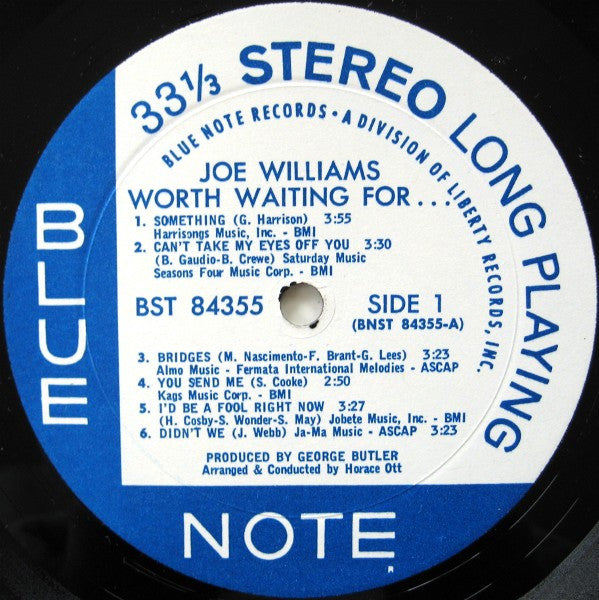 33⅓ STEREO LONG PLAYING
BLUE NOTE RECORDS • A DIVISION OF LIBERTY RECORDS, INC.
JOE WILLIAMS
WORTH WAITING FOR...
1. SOMETHING (G. Harrison) 3:55
Harrisongs Music, Inc. - BMI
2. CAN'T TAKE MY EYES OFF YOU 3:30
(B. Gaudio-B. Crewe) Saturday Music
Seasons Four Music Corp. - BMI
BST 84355 SIDE 1
(BNST 84355-A)
3. BRIDGES (M. Nascimento-F. Brant-G. Lees) 3:23
Almo Music - Fermata International Melodies - ASCAP
4. YOU SEND ME (S. Cooke) 2:50
Kags Music Corp. - BMI
5. I'D BE A FOOL RIGHT NOW 3:27
(H. Cosby-S. Wonder-S. May) Jobete Music, Inc. - BMI
6. DIDN'T WE (J. Webb) Ja-Ma Music - ASCAP 3:23
PRODUCED BY GEORGE BUTLER
Arranged & Conducted by Horace Ott
BLUE
NOTE